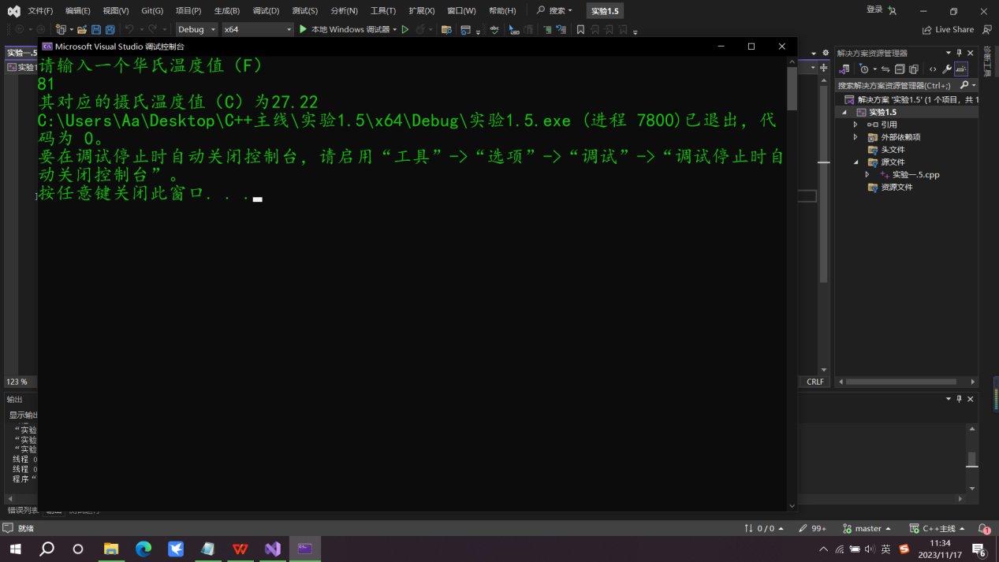 文件(F) 编辑(E) 视图(V) Git(G) 项目(P) 生成(B) 调试(D) 测试(S) 分析(N) 工具(T) 扩展(X) 窗口(W) 帮助(H) 搜索 实验1.5 登录
Debug x64 本地 Windows 调试器 Live Share
实验一.5
Microsoft Visual Studio 调试控制台
解决方案资源管理器
实验1
请输入一个华氏温度值（F）
81
其对应的摄氏温度值（C）为27.22
C:\Users\Aa\Desktop\C++主线\实验1.5\x64\Debug\实验1.5.exe (进程 7800)已退出，代
码为 0。
要在调试停止时自动关闭控制台，请启用“工具”->“选项”->“调试”->“调试停止时自
动关闭控制台”。
按任意键关闭此窗口. . .
搜索解决方案资源管理器(Ctrl+;)
解决方案 '实验1.5' (1 个项目，共 1
实验1.5
引用
外部依赖项
头文件
源文件
实验一.5.cpp
资源文件
诊断工具
123 % CRLF
输出
显示输出
“实验
“实验
“实验
线程 0
线程 0
程序“
错误列表 输出
就绪 0 / 0 99+ master C++主线 1
英 11:34
2023/11/17 6